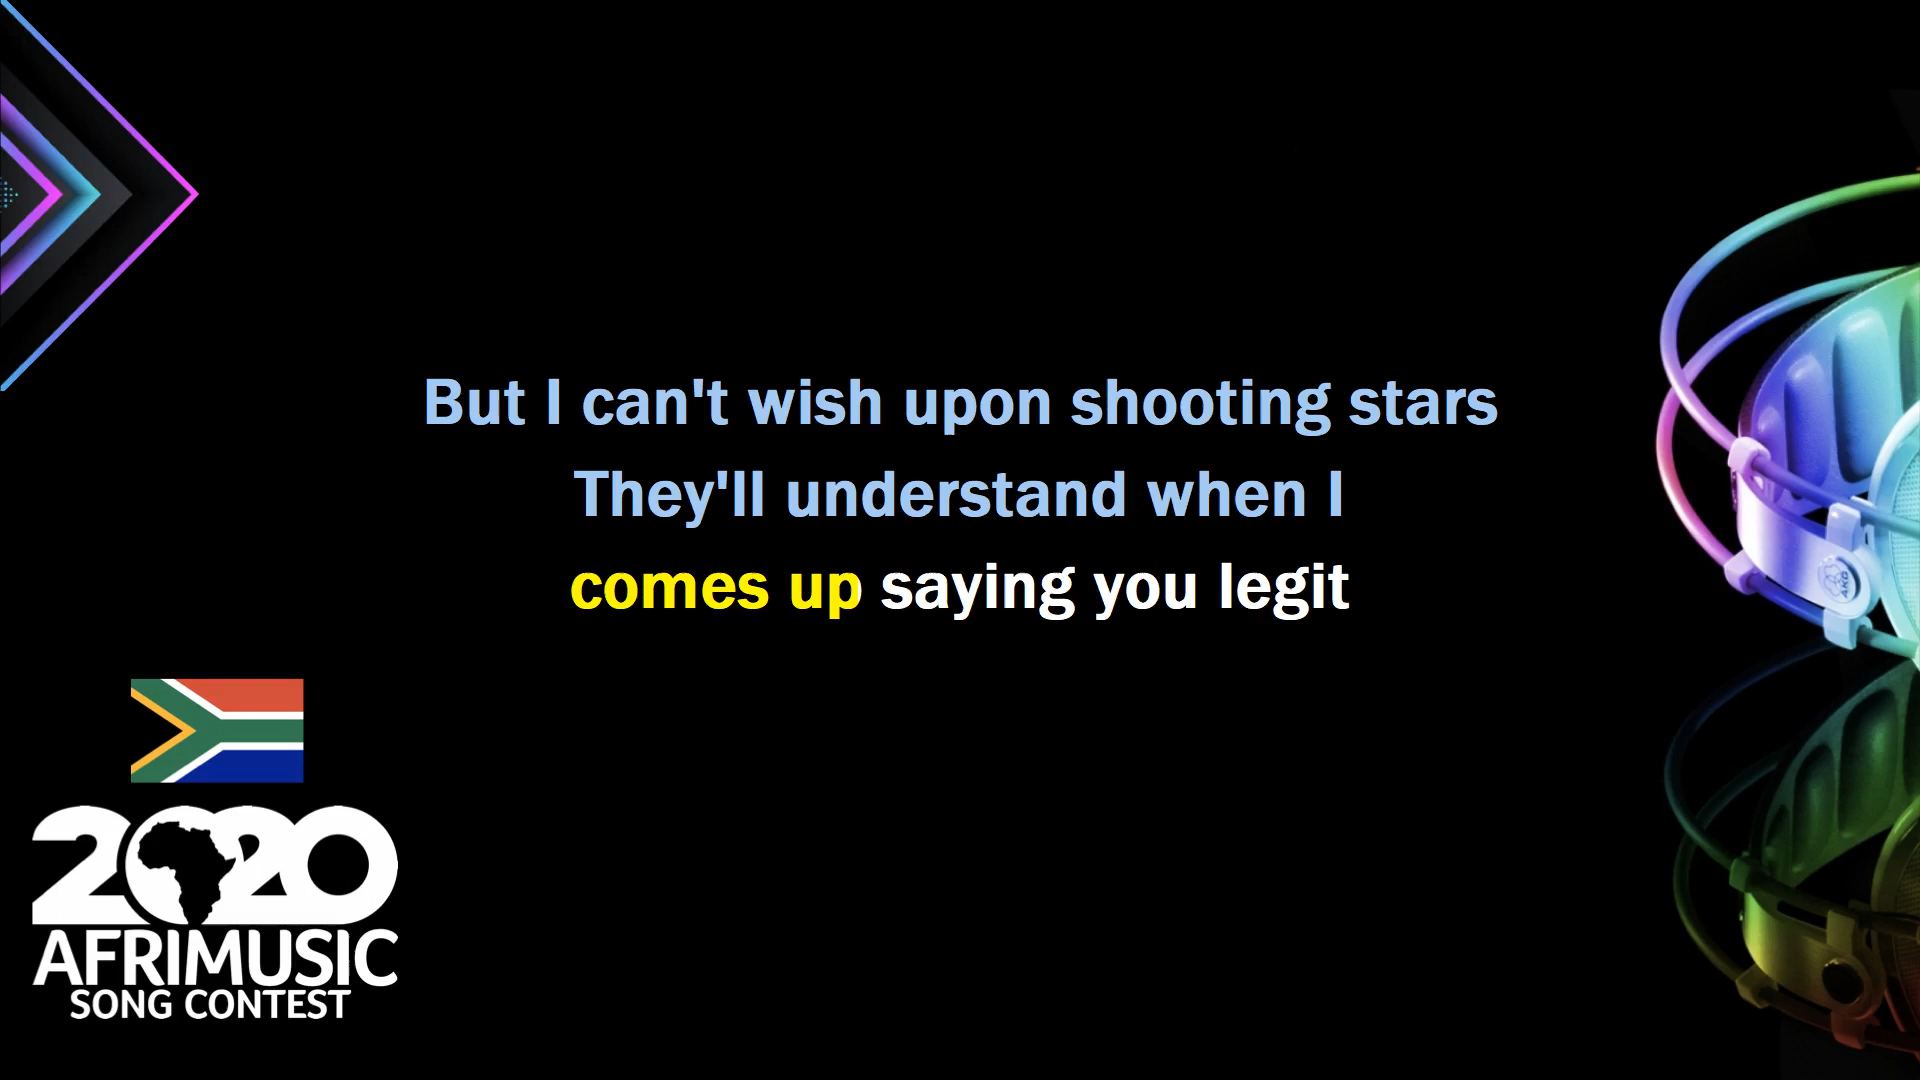 But I can't wish upon shooting stars
They'll understand when I
comes up saying you legit
2020
AFRIMUSIC
SONG CONTEST
AKG